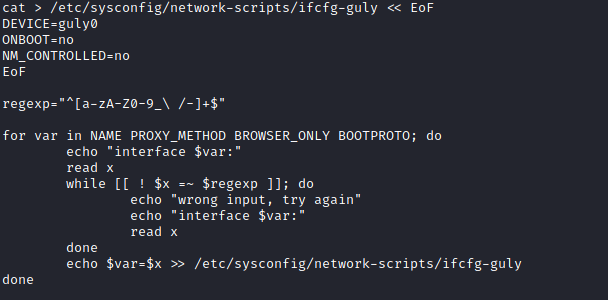 cat > /etc/sysconfig/network-scripts/ifcfg-guly << EoF
DEVICE=guly0
ONBOOT=no
NM_CONTROLLED=no
EoF

regexp="^[a-zA-Z0-9_\ /-]+$"

for var in NAME PROXY_METHOD BROWSER_ONLY BOOTPROTO; do
        echo "interface $var:"
        read x
        while [[ ! $x =~ $regexp ]]; do
                echo "wrong input, try again"
                echo "interface $var:"
                read x
        done
        echo $var=$x >> /etc/sysconfig/network-scripts/ifcfg-guly
done